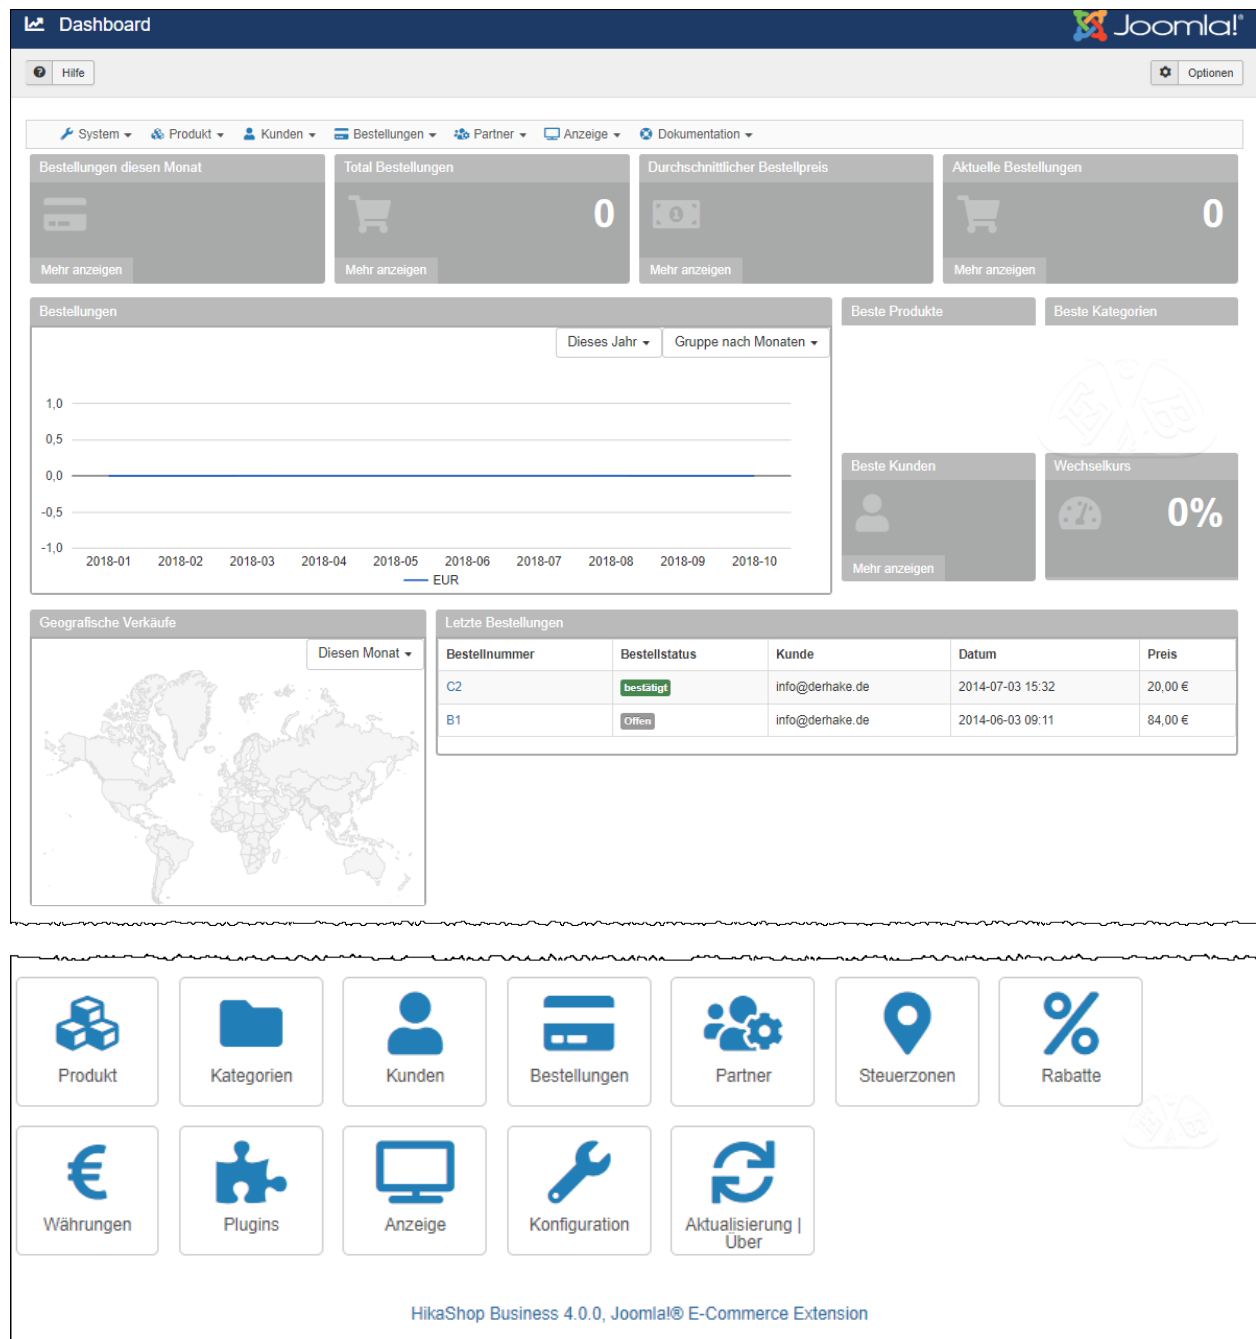 Dashboard
Joomla!®
Hilfe
Optionen
System Produkt Kunden Bestellungen Partner Anzeige Dokumentation
Bestellungen diesen Monat
Total Bestellungen
Durchschnittlicher Bestellpreis
Aktuelle Bestellungen
0
0
Mehr anzeigen
Mehr anzeigen
Mehr anzeigen
Mehr anzeigen
Bestellungen
Beste Produkte
Beste Kategorien
Dieses Jahr
Gruppe nach Monaten
1,0
0,5
0,0
-0,5
-1,0
2018-01 2018-02 2018-03 2018-04 2018-05 2018-06 2018-07 2018-08 2018-09 2018-10
EUR
Beste Kunden
Wechselkurs
0%
Mehr anzeigen
Geografische Verkäufe
Diesen Monat
Letzte Bestellungen
Bestellnummer Bestellstatus Kunde Datum Preis
C2 bestätigt info@derhake.de 2014-07-03 15:32 20,00 €
B1 Offen info@derhake.de 2014-06-03 09:11 84,00 €
Produkt
Kategorien
Kunden
Bestellungen
Partner
Steuerzonen
Rabatte
Währungen
Plugins
Anzeige
Konfiguration
Aktualisierung |
Über
HikaShop Business 4.0.0, Joomla!® E-Commerce Extension